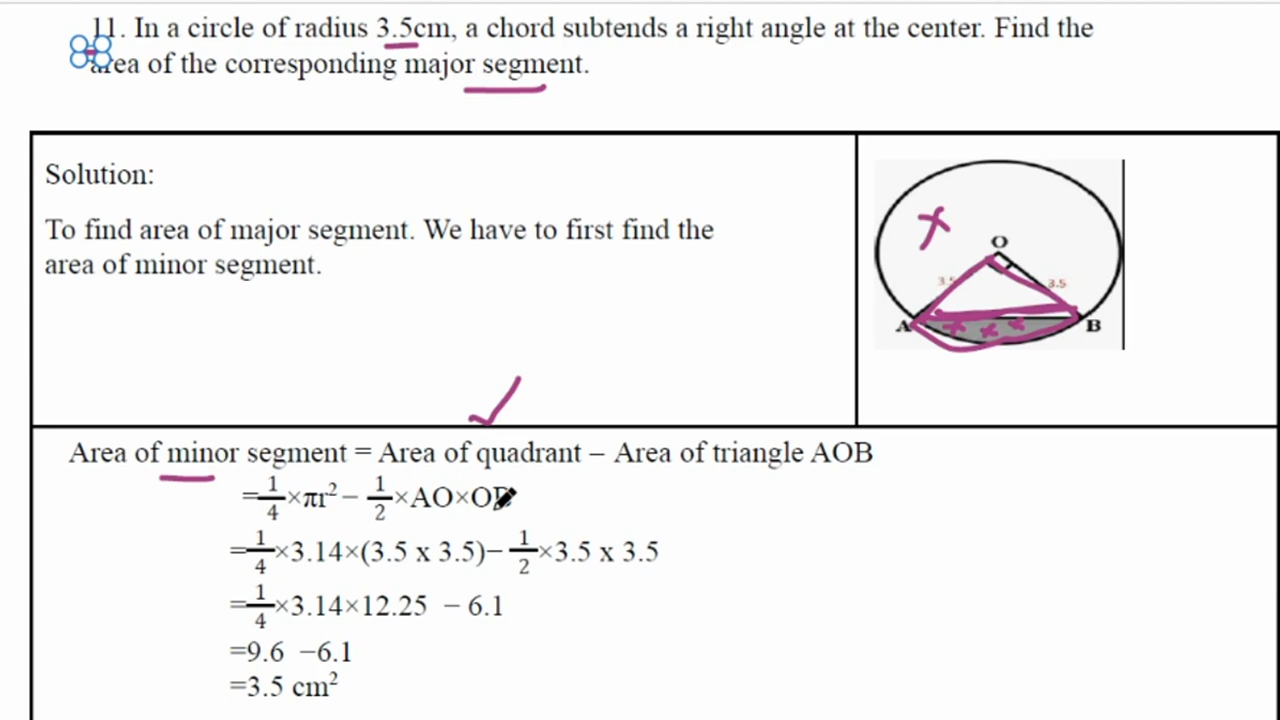 11. In a circle of radius 3.5cm, a chord subtends a right angle at the center. Find the
area of the corresponding major segment.
Solution:
To find area of major segment. We have to first find the
area of minor segment.
O
3.5
A
B
Area of minor segment = Area of quadrant – Area of triangle AOB
=1/4×πr²− 1/2×AO×OB
=1/4×3.14×(3.5 x 3.5)−1/2×3.5 x 3.5
=1/4×3.14×12.25 − 6.1
=9.6 −6.1
=3.5 cm²